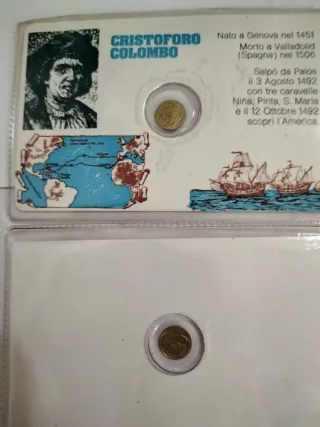 CRISTOFORO
COLOMBO
Nato a Genova nel 1451
Morto a Valladolid
(Spagna) nel 1506
Salpò da Palos
il 3 Agosto 1492
con tre caravelle
Niña, Pinta, S. Maria
e il 12 Ottobre 1492
scoprì l'America